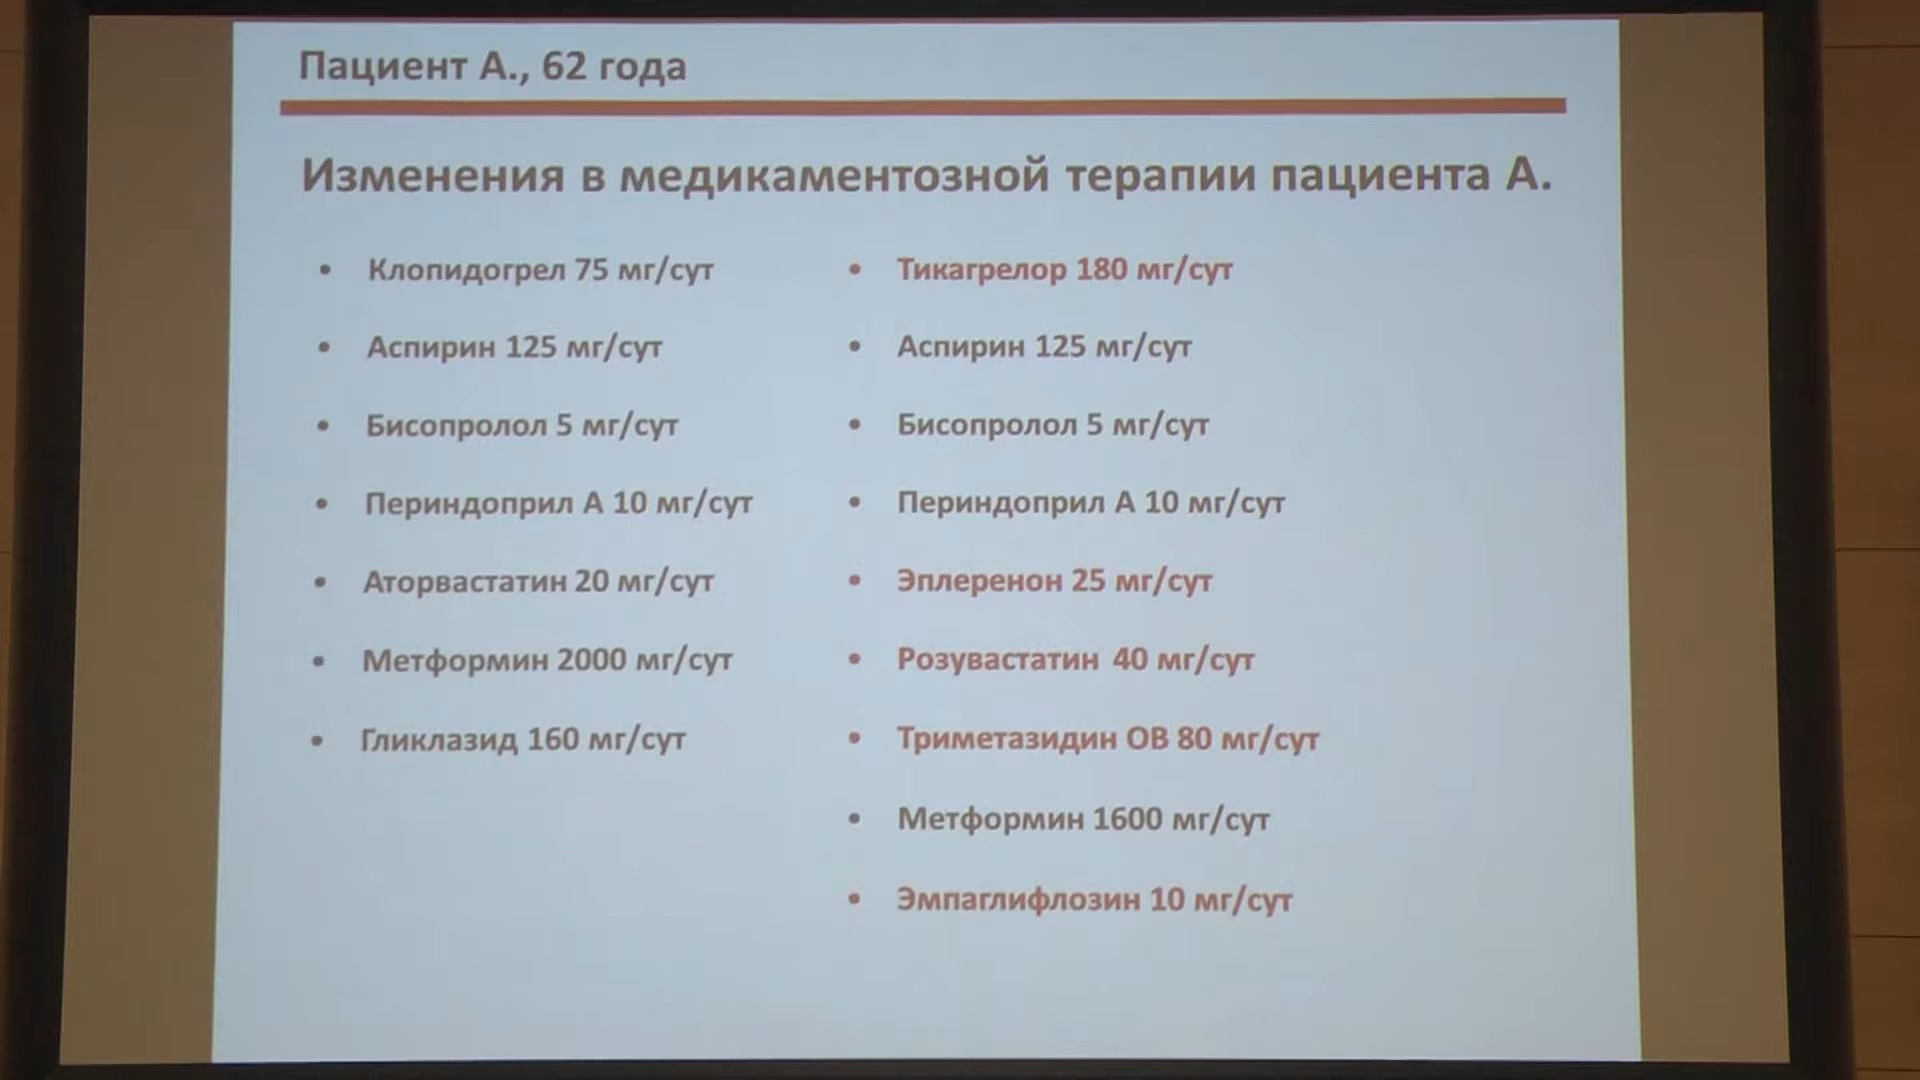 Пациент А., 62 года
Изменения в медикаментозной терапии пациента А.
• Клопидогрел 75 мг/сут
• Аспирин 125 мг/сут
• Бисопролол 5 мг/сут
• Периндоприл А 10 мг/сут
• Аторвастатин 20 мг/сут
• Метформин 2000 мг/сут
• Гликлазид 160 мг/сут
• Тикагрелор 180 мг/сут
• Аспирин 125 мг/сут
• Бисопролол 5 мг/сут
• Периндоприл А 10 мг/сут
• Эплеренон 25 мг/сут
• Розувастатин 40 мг/сут
• Триметазидин ОВ 80 мг/сут
• Метформин 1600 мг/сут
• Эмпаглифлозин 10 мг/сут